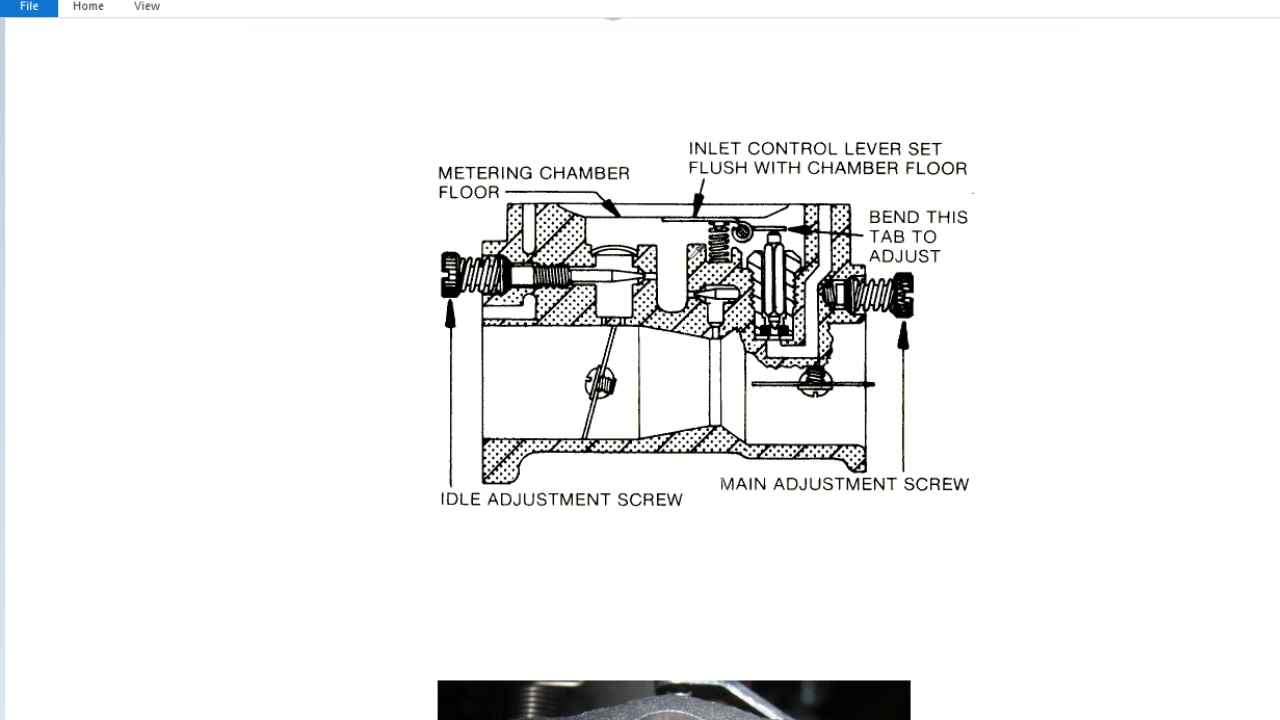 File Home View
INLET CONTROL LEVER SET
FLUSH WITH CHAMBER FLOOR
METERING CHAMBER
FLOOR
BEND THIS
TAB TO
ADJUST
MAIN ADJUSTMENT SCREW
IDLE ADJUSTMENT SCREW